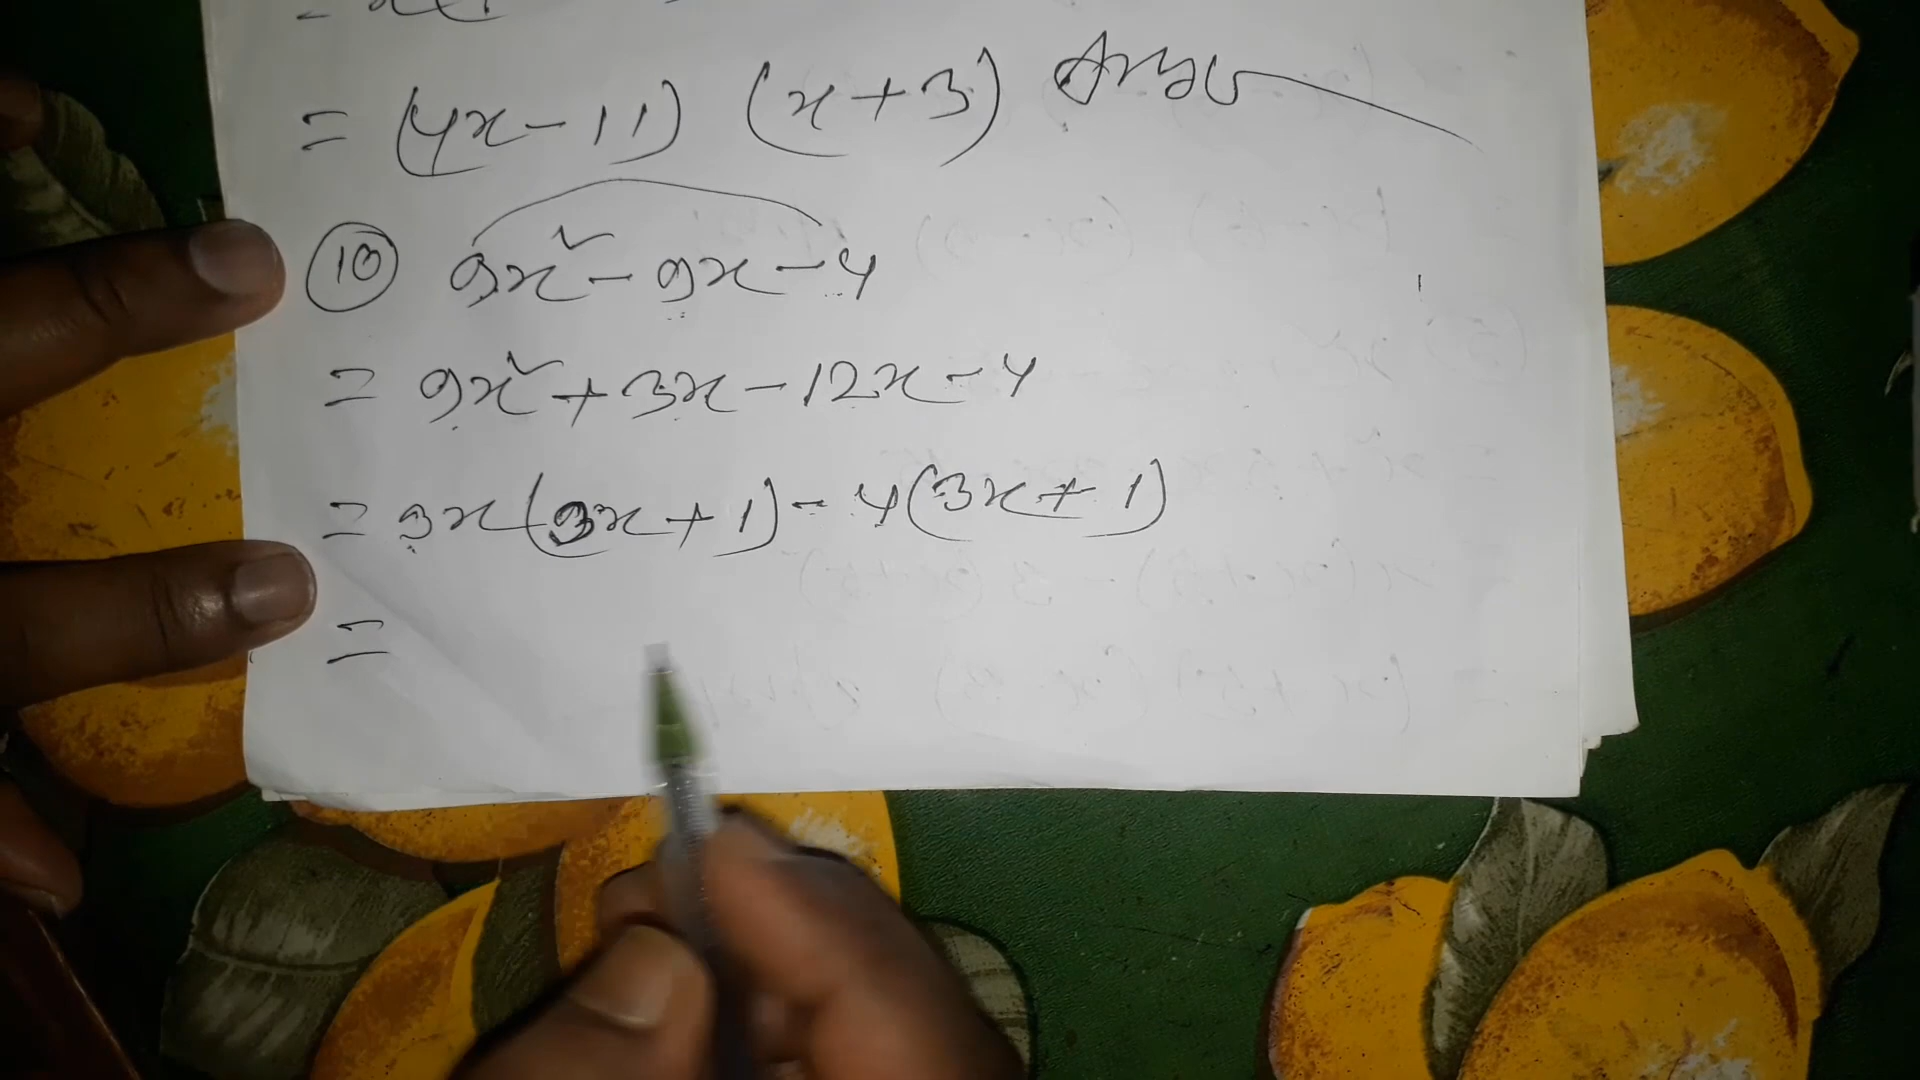 = (4x-11) (x+3) Ans
(10) 9x² - 9x - 4
= 9x² + 3x - 12x - 4
= 3x(3x+1) - 4(3x+1)
=